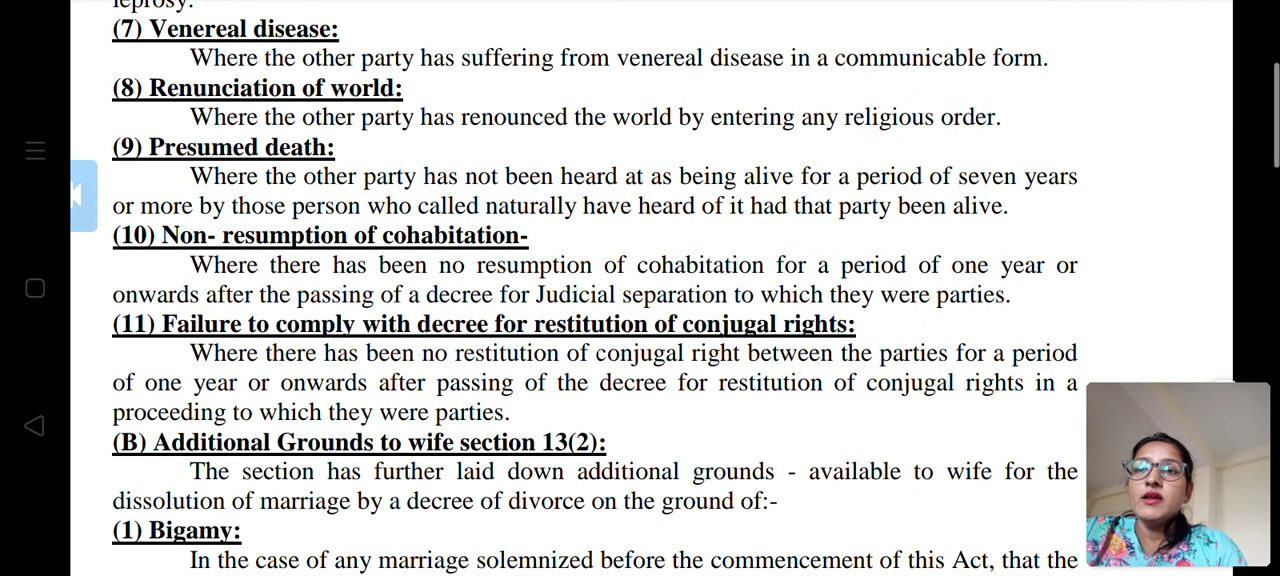 leprosy.
(7) Venereal disease:
Where the other party has suffering from venereal disease in a communicable form.
(8) Renunciation of world:
Where the other party has renounced the world by entering any religious order.
(9) Presumed death:
Where the other party has not been heard at as being alive for a period of seven years
or more by those person who called naturally have heard of it had that party been alive.
(10) Non- resumption of cohabitation-
Where there has been no resumption of cohabitation for a period of one year or
onwards after the passing of a decree for Judicial separation to which they were parties.
(11) Failure to comply with decree for restitution of conjugal rights:
Where there has been no restitution of conjugal right between the parties for a period
of one year or onwards after passing of the decree for restitution of conjugal rights in a
proceeding to which they were parties.
(B) Additional Grounds to wife section 13(2):
The section has further laid down additional grounds - available to wife for the
dissolution of marriage by a decree of divorce on the ground of:-
(1) Bigamy:
In the case of any marriage solemnized before the commencement of this Act, that the